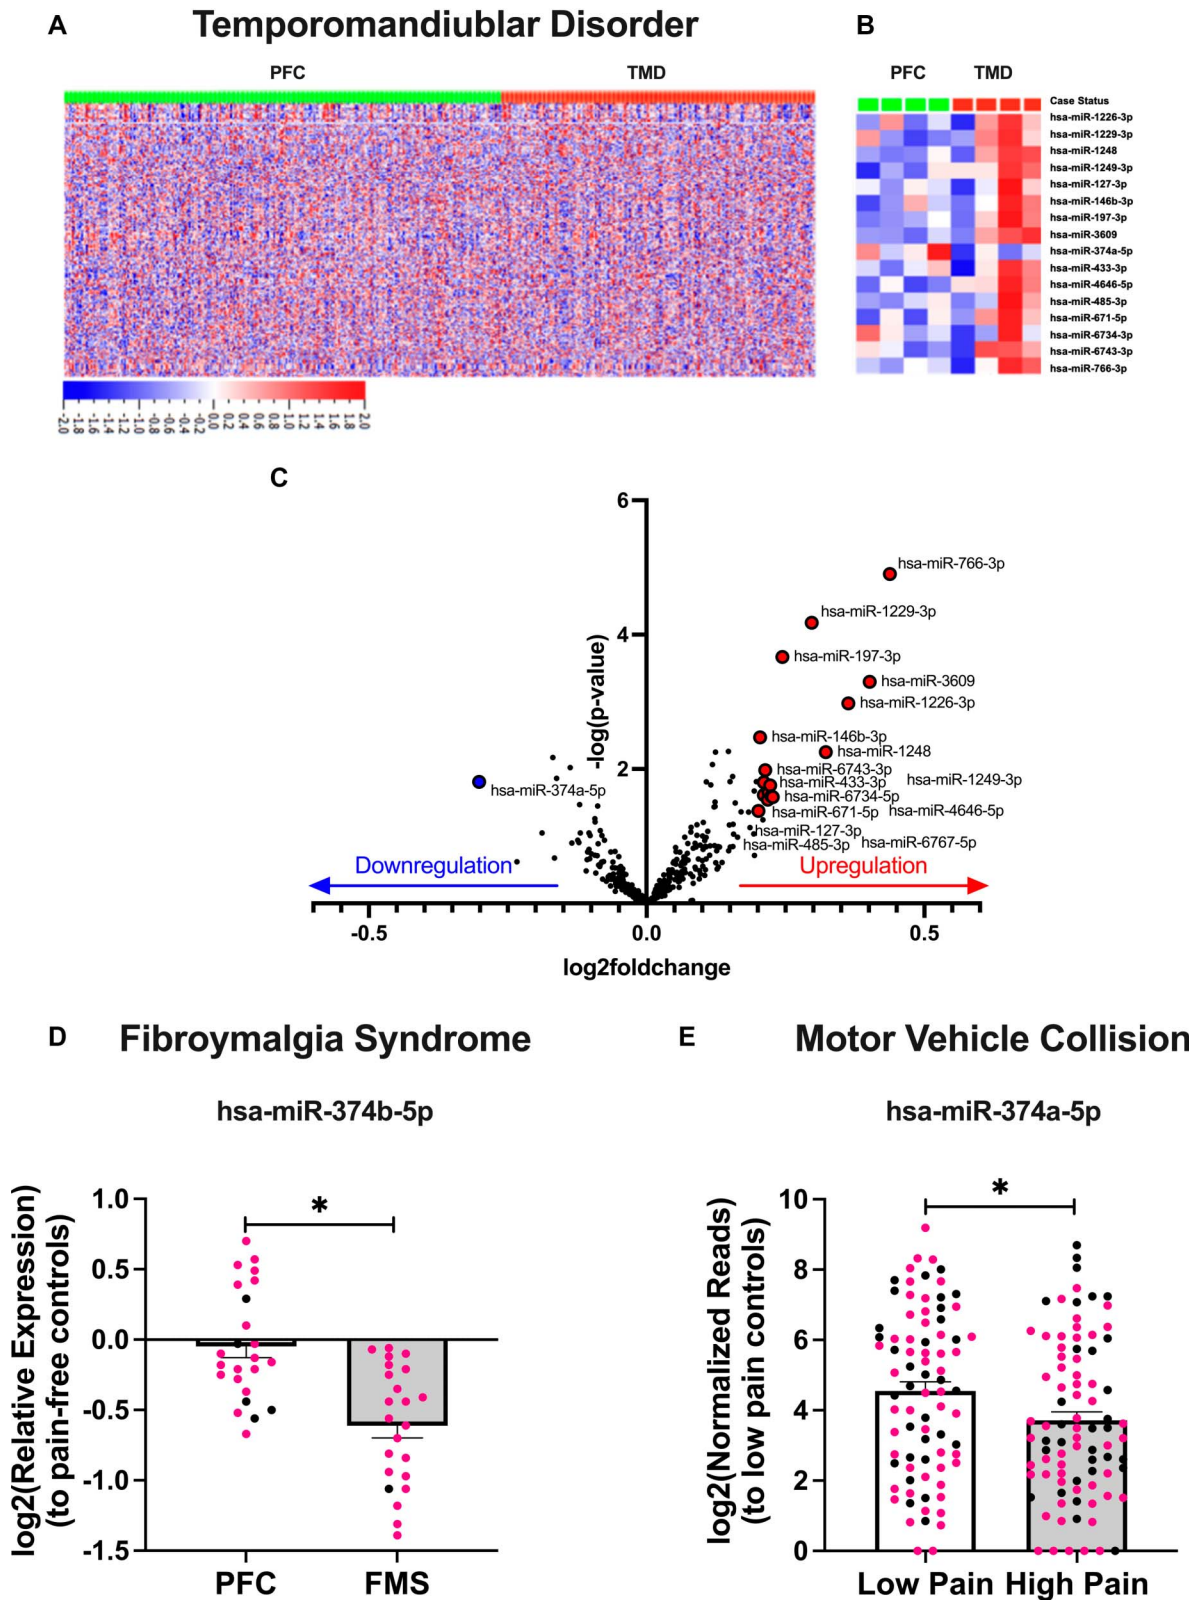 A
Temporomandiublar Disorder
B
PFC
TMD
PFC
TMD
Case Status
hsa-miR-1226-3p
hsa-miR-1229-3p
hsa-miR-1248
hsa-miR-1249-3p
hsa-miR-127-3p
hsa-miR-146b-3p
hsa-miR-197-3p
hsa-miR-3609
hsa-miR-374a-5p
hsa-miR-433-3p
hsa-miR-4646-5p
hsa-miR-485-3p
hsa-miR-671-5p
hsa-miR-6734-3p
hsa-miR-6743-3p
hsa-miR-766-3p
-2.0
-1.8
-1.6
-1.4
-1.2
-1.0
-0.8
-0.6
-0.4
-0.2
0.0
0.2
0.4
0.6
0.8
1.0
1.2
1.4
1.6
1.8
2.0
C
6
4
2
-log(p-value)
hsa-miR-766-3p
hsa-miR-1229-3p
hsa-miR-197-3p
hsa-miR-3609
hsa-miR-1226-3p
hsa-miR-146b-3p
hsa-miR-1248
hsa-miR-6743-3p
hsa-miR-433-3p
hsa-miR-1249-3p
hsa-miR-374a-5p
hsa-miR-6734-5p
hsa-miR-671-5p
hsa-miR-4646-5p
hsa-miR-127-3p
hsa-miR-485-3p
hsa-miR-6767-5p
Downregulation
Upregulation
-0.5
0.0
0.5
log2foldchange
D
Fibroymalgia Syndrome
hsa-miR-374b-5p
log2(Relative Expression)
(to pain-free controls)
1.0
0.5
0.0
-0.5
-1.0
-1.5
*
PFC
FMS
E
Motor Vehicle Collision
hsa-miR-374a-5p
log2(Normalized Reads)
(to low pain controls)
10
8
6
4
2
0
*
Low Pain
High Pain